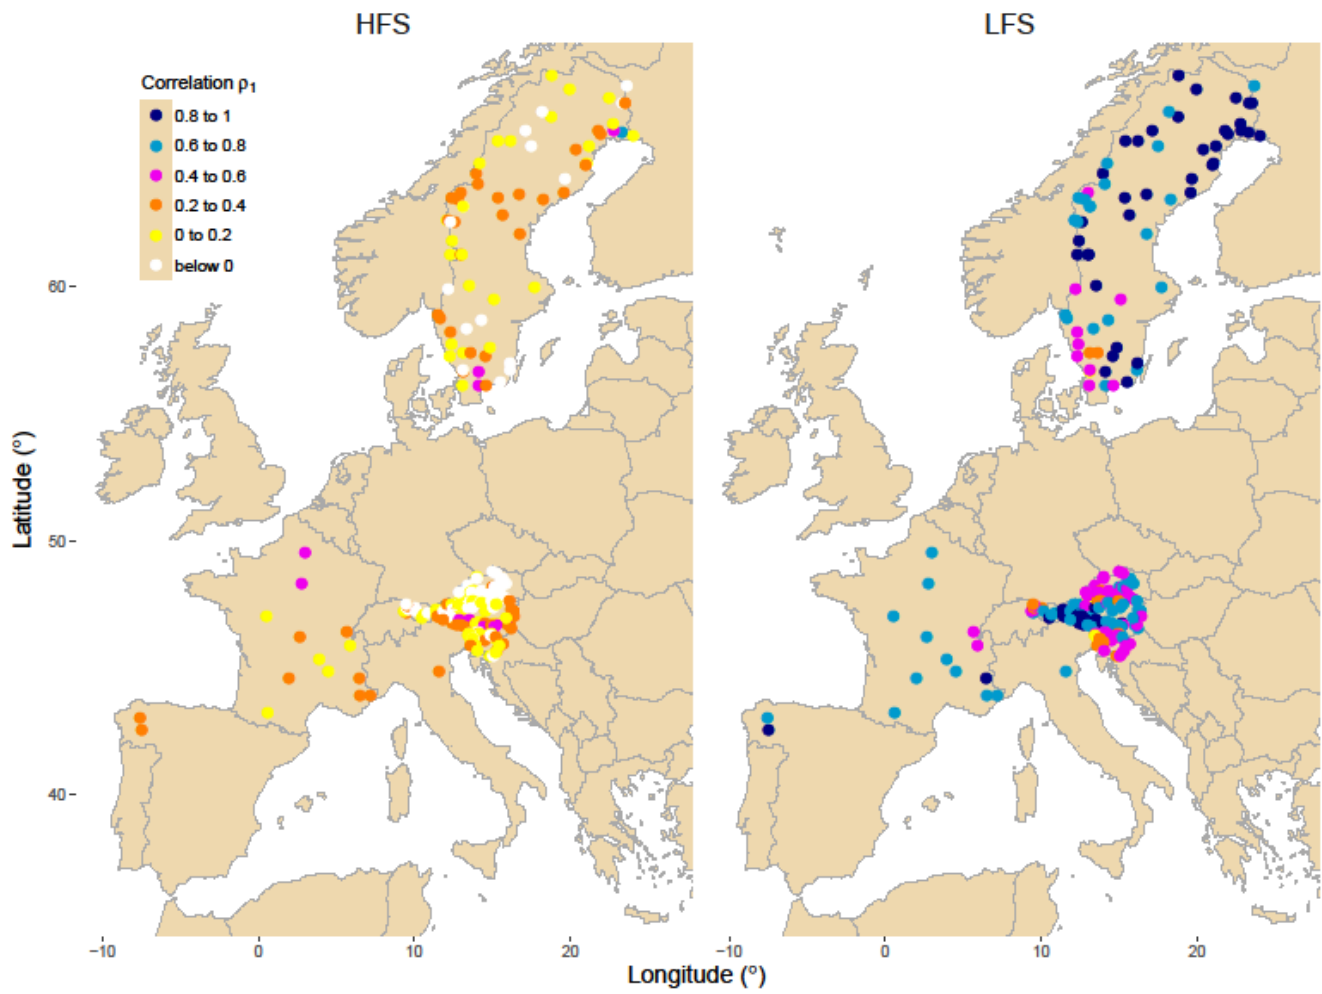 HFS
LFS
Correlation ρ1
0.8 to 1
0.6 to 0.8
0.4 to 0.6
0.2 to 0.4
0 to 0.2
below 0
60
50
40
Latitude (°)
−10
0
10
20
−10
0
10
20
Longitude (°)